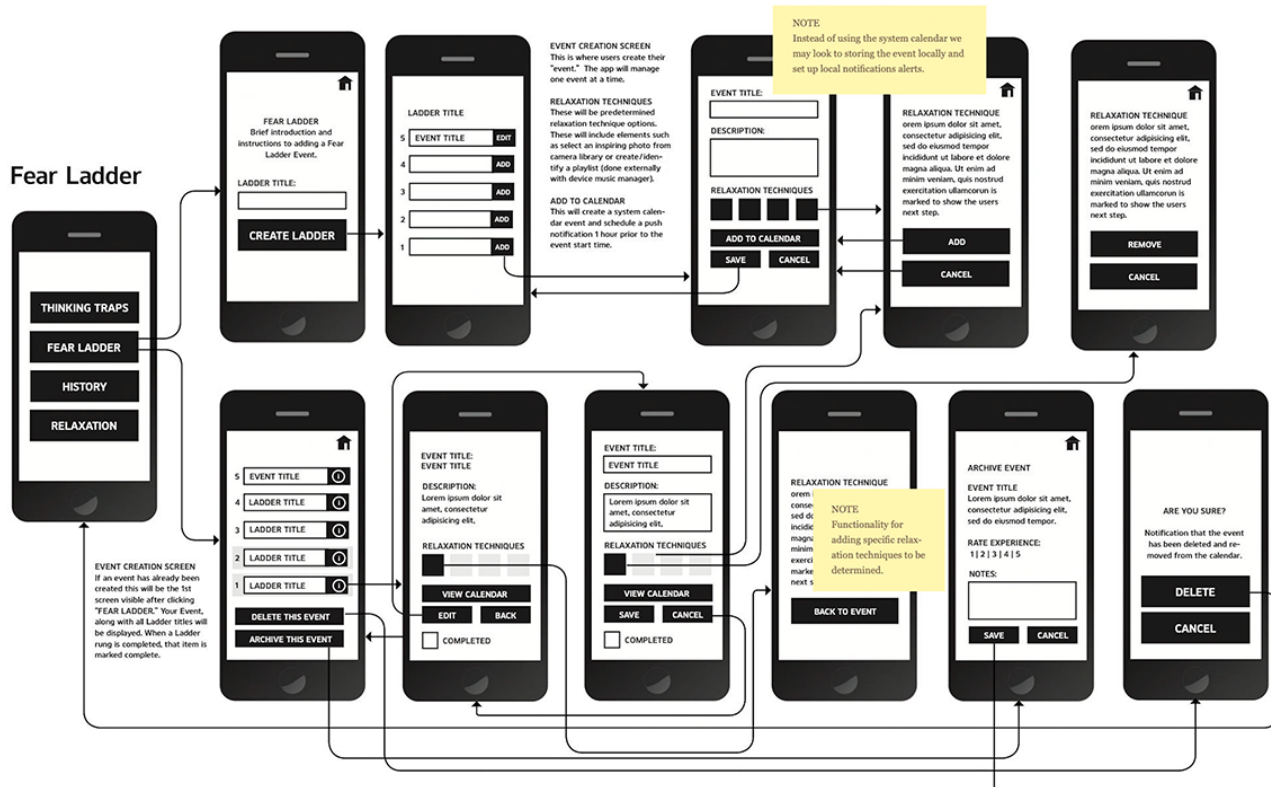 Fear Ladder
THINKING TRAPS
FEAR LADDER
HISTORY
RELAXATION
FEAR LADDER
Brief introduction and
instructions to adding a Fear
Ladder Event.
LADDER TITLE:
CREATE LADDER
LADDER TITLE
5 EVENT TITLE EDIT
4 ADD
3 ADD
2 ADD
1 ADD
EVENT CREATION SCREEN
This is where users create their
"event." The app will manage
one event at a time.
RELAXATION TECHNIQUES
These will be predetermined
relaxation technique options.
These will include elements such
as select an inspiring photo from
camera library or create/iden-
tify a playlist (done externally
with device music manager).
ADD TO CALENDAR
This will create a system calen-
dar event and schedule a push
notification 1 hour prior to the
event start time.
EVENT TITLE:
DESCRIPTION:
RELAXATION TECHNIQUES
ADD TO CALENDAR
SAVE CANCEL
NOTE
Instead of using the system calendar we
may look to storing the event locally and
set up local notifications alerts.
RELAXATION TECHNIQUE
orem ipsum dolor sit amet,
consectetur adipisicing elit,
sed do eiusmod tempor
incididunt ut labore et dolore
magna aliqua. Ut enim ad
minim veniam, quis nostrud
exercitation ullamcorun is
marked to show the users
next step.
ADD
CANCEL
RELAXATION TECHNIQUE
orem ipsum dolor sit amet,
consectetur adipisicing elit,
sed do eiusmod tempor
incididunt ut labore et dolore
magna aliqua. Ut enim ad
minim veniam, quis nostrud
exercitation ullamcorun is
marked to show the users
next step.
REMOVE
CANCEL
EVENT CREATION SCREEN
If an event has already been
created this will be the 1st
screen visible after clicking
"FEAR LADDER." Your Event,
along with all Ladder titles will
be displayed. When a Ladder
rung is completed, that item is
marked complete.
5 EVENT TITLE i
4 LADDER TITLE i
3 LADDER TITLE i
2 LADDER TITLE i
1 LADDER TITLE i
DELETE THIS EVENT
ARCHIVE THIS EVENT
EVENT TITLE:
EVENT TITLE
DESCRIPTION:
Lorem ipsum dolor sit
amet, consectetur
adipisicing elit,
RELAXATION TECHNIQUES
VIEW CALENDAR
EDIT BACK
COMPLETED
EVENT TITLE:
EVENT TITLE
DESCRIPTION:
Lorem ipsum dolor sit
amet, consectetur
adipisicing elit,
RELAXATION TECHNIQUES
VIEW CALENDAR
SAVE CANCEL
COMPLETED
RELAXATION TECHNIQUE
orem
conse
sed do
incidi
magna
minim
exerci
marke
next s
BACK TO EVENT
NOTE
Functionality for
adding specific relax-
ation techniques to be
determined.
ARCHIVE EVENT
EVENT TITLE
Lorem ipsum dolor sit amet,
consectetur adipisicing elit,
sed do eiusmod tempor.
RATE EXPERIENCE:
1 | 2 | 3 | 4 | 5
NOTES:
SAVE CANCEL
ARE YOU SURE?
Notification that the event
has been deleted and re-
moved from the calendar.
DELETE
CANCEL